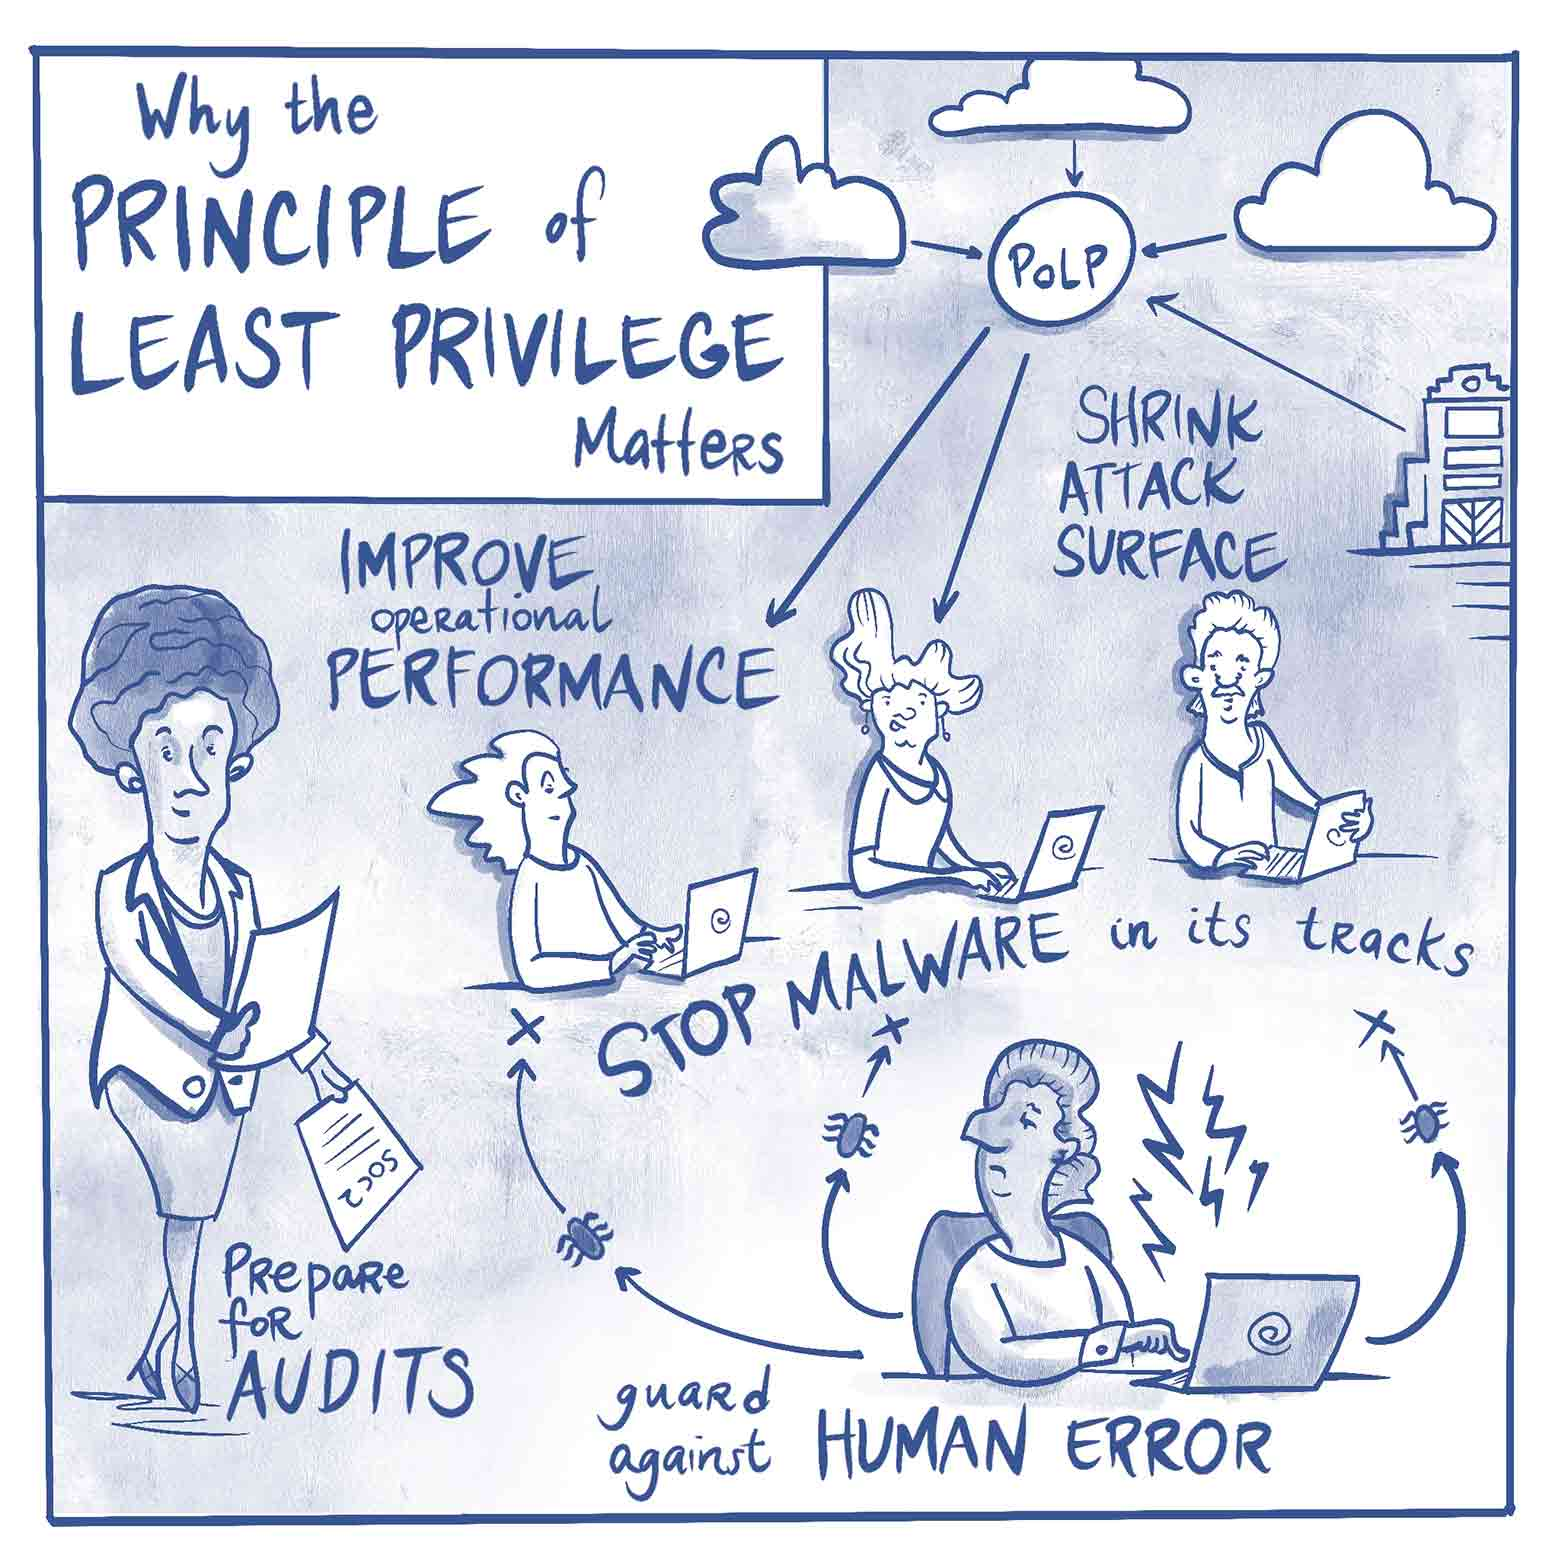 Why the
PRINCIPLE of
LEAST PRIVILEGE
Matters
PoLP
SHRINK
ATTACK
SURFACE
IMPROVE
operational
PERFORMANCE
STOP MALWARE in its tracks
SOC2
Prepare
for
AUDITS
guard
against
HUMAN ERROR